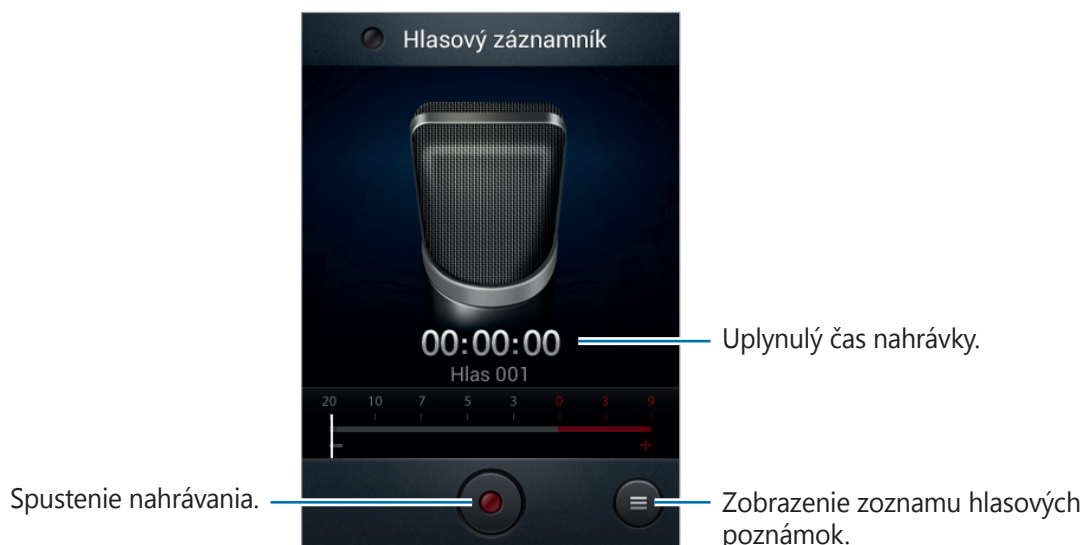 Hlasový záznamník
00:00:00
Uplynulý čas nahrávky.
Hlas 001
20 10 7 5 3 0 3 9
− +
Spustenie nahrávania.
Zobrazenie zoznamu hlasových
poznámok.